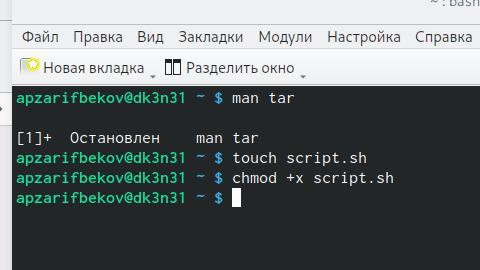 ~ : bash
Файл Правка Вид Закладки Модули Настройка Справка
Новая вкладка Разделить окно
apzarifbekov@dk3n31 ~ $ man tar
[1]+  Остановлен    man tar
apzarifbekov@dk3n31 ~ $ touch script.sh
apzarifbekov@dk3n31 ~ $ chmod +x script.sh
apzarifbekov@dk3n31 ~ $